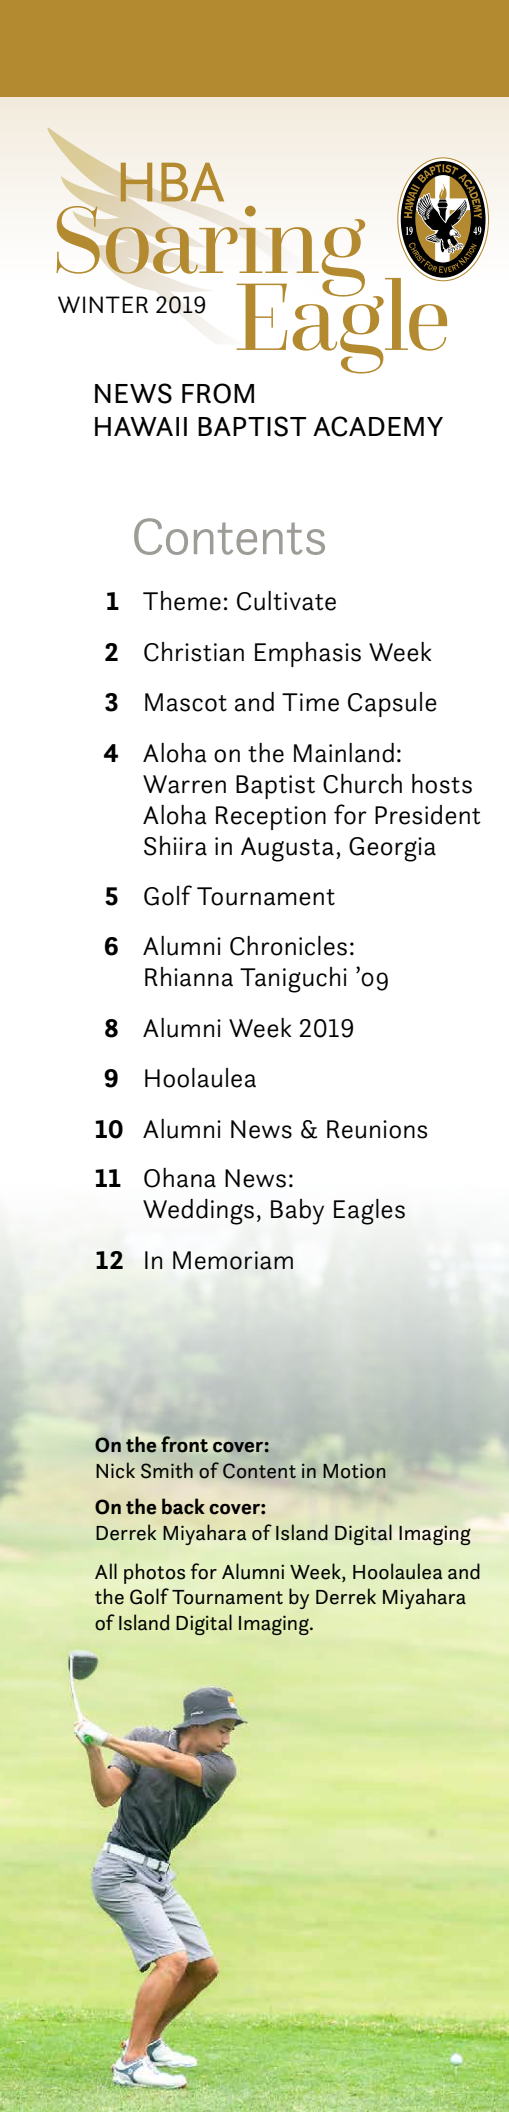 HBA
Soaring
Eagle
WINTER 2019
HAWAII BAPTIST ACADEMY
19 49
CHRIST FOR EVERY NATION
NEWS FROM
HAWAII BAPTIST ACADEMY
Contents
1 Theme: Cultivate
2 Christian Emphasis Week
3 Mascot and Time Capsule
4 Aloha on the Mainland:
Warren Baptist Church hosts
Aloha Reception for President
Shiira in Augusta, Georgia
5 Golf Tournament
6 Alumni Chronicles:
Rhianna Taniguchi ’09
8 Alumni Week 2019
9 Hoolaulea
10 Alumni News & Reunions
11 Ohana News:
Weddings, Baby Eagles
12 In Memoriam
On the front cover:
Nick Smith of Content in Motion
On the back cover:
Derrek Miyahara of Island Digital Imaging
All photos for Alumni Week, Hoolaulea and
the Golf Tournament by Derrek Miyahara
of Island Digital Imaging.